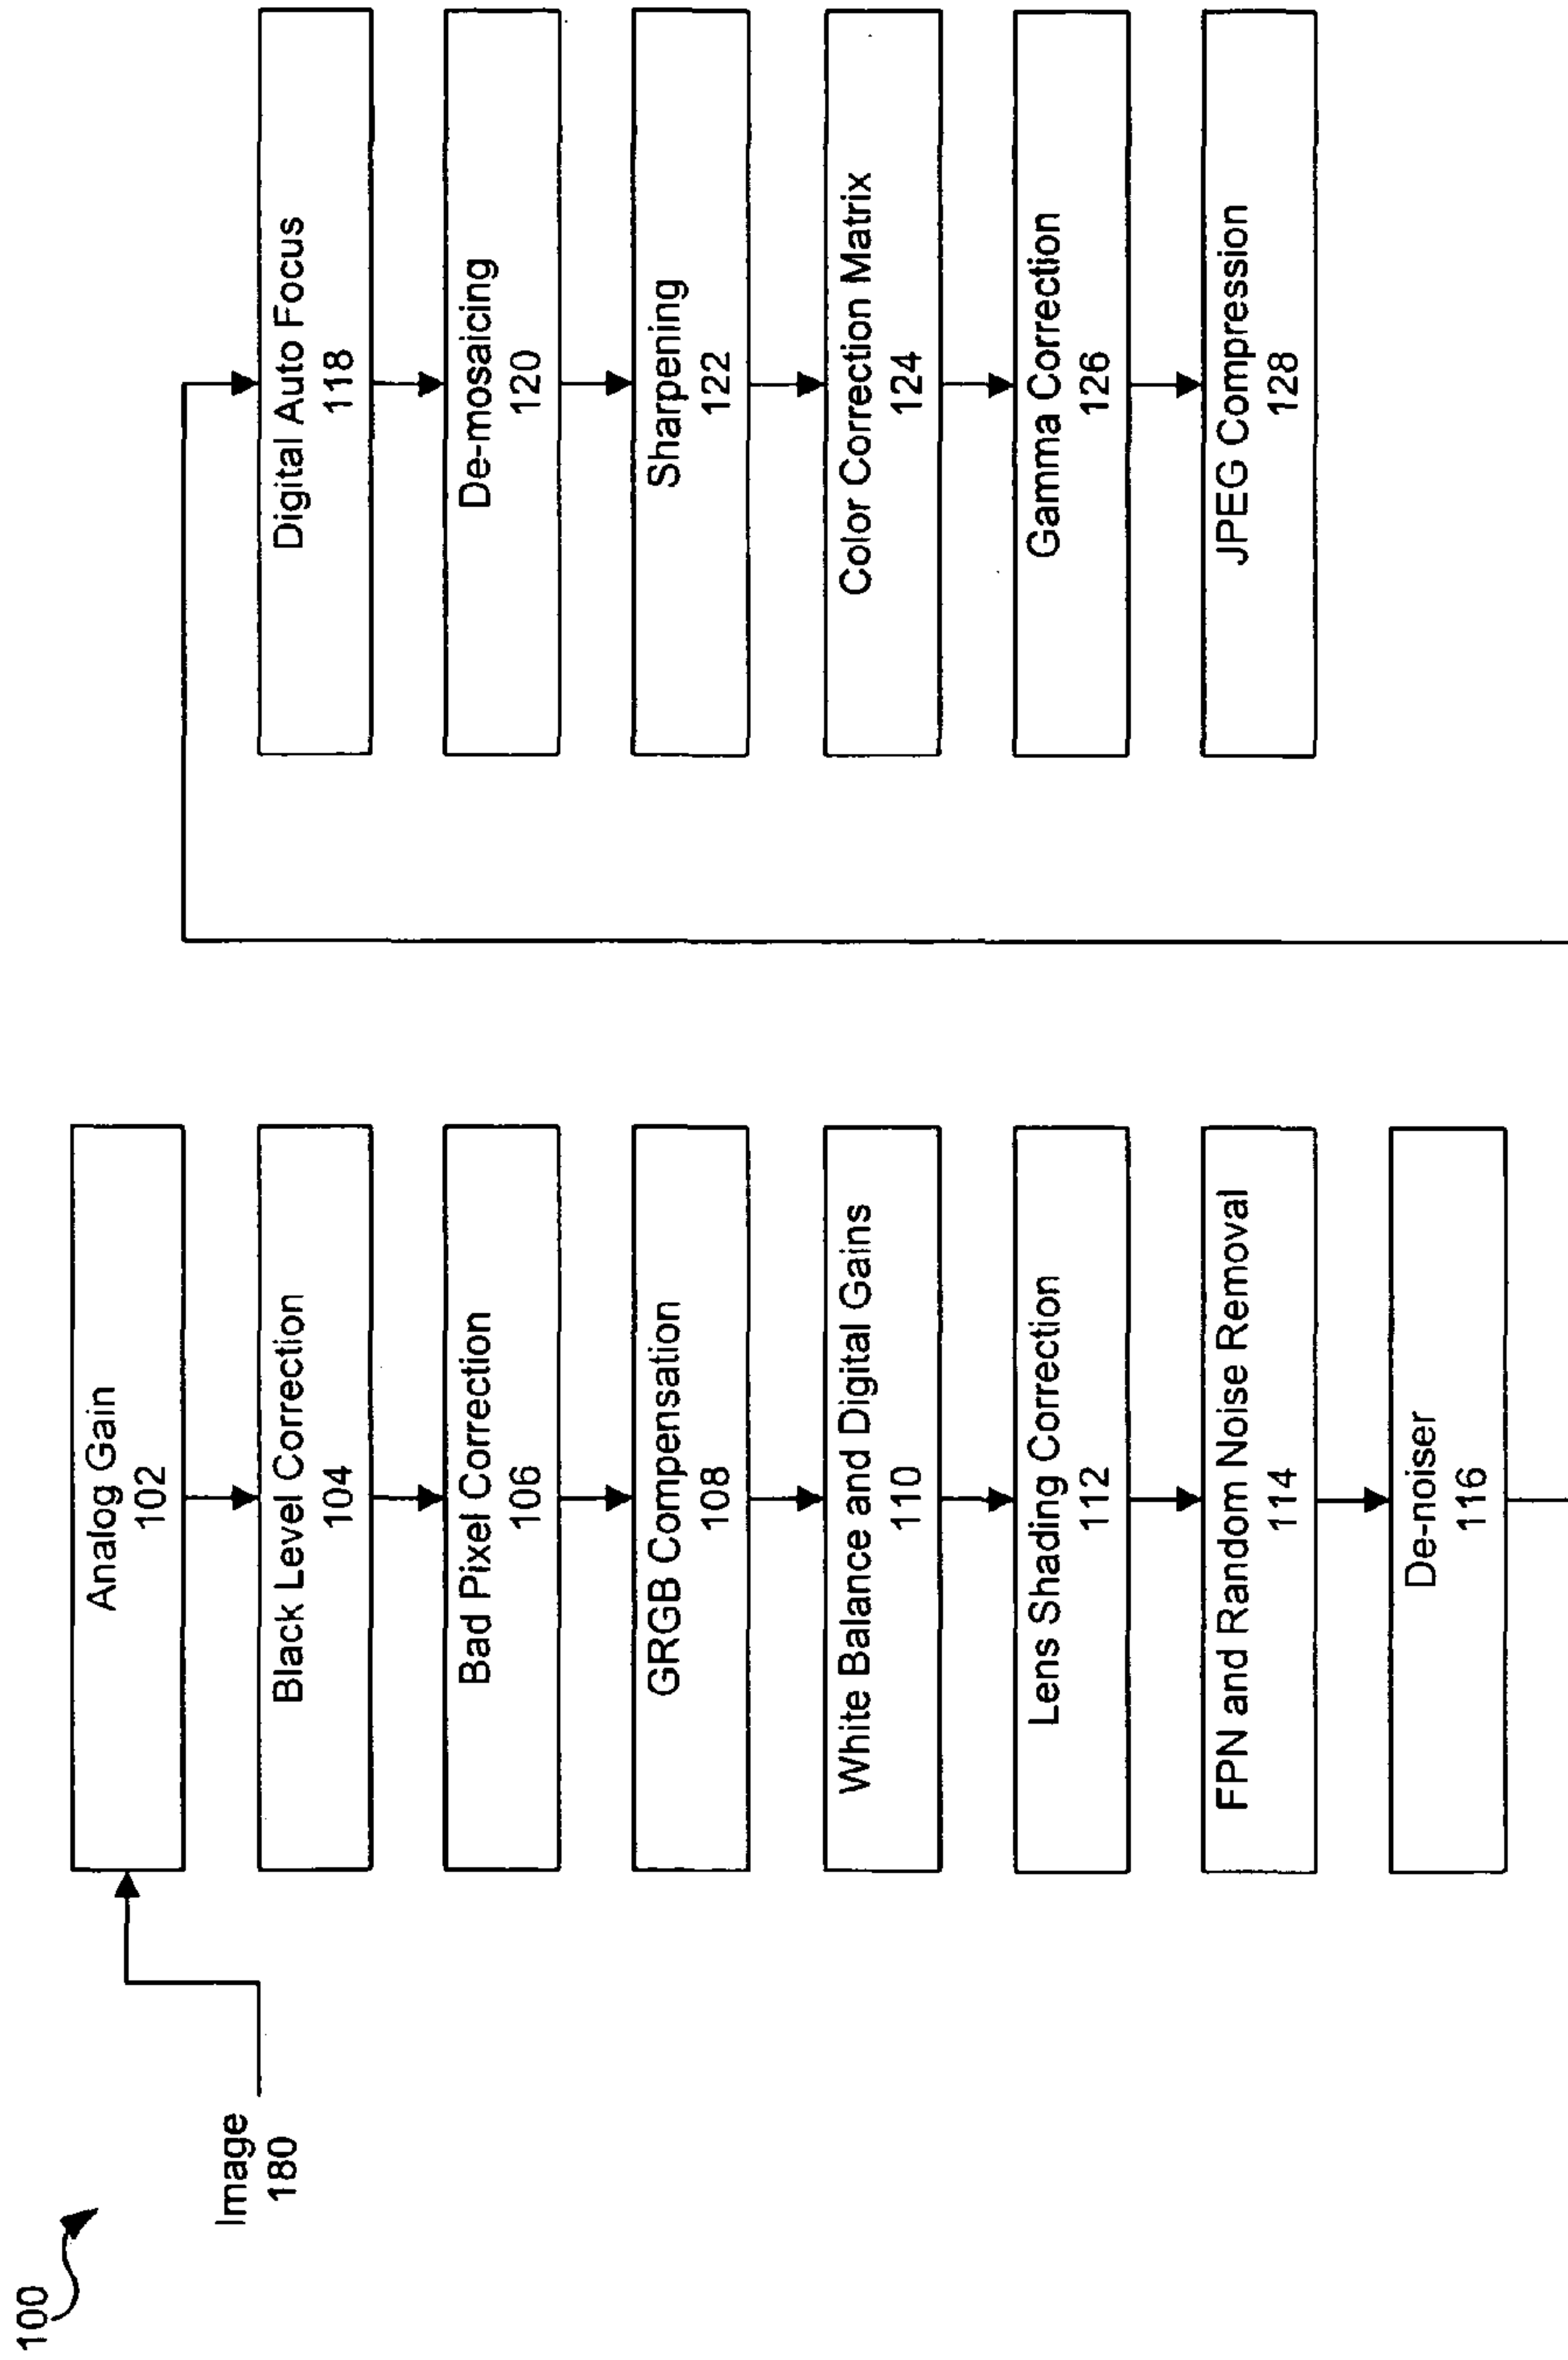 100
Image
180
Analog Gain
102
Black Level Correction
104
Bad Pixel Correction
106
GRGB Compensation
108
White Balance and Digital Gains
110
Lens Shading Correction
112
FPN and Random Noise Removal
114
De-noiser
116
Digital Auto Focus
118
De-mosaicing
120
Sharpening
122
Color Correction Matrix
124
Gamma Correction
126
JPEG Compression
128